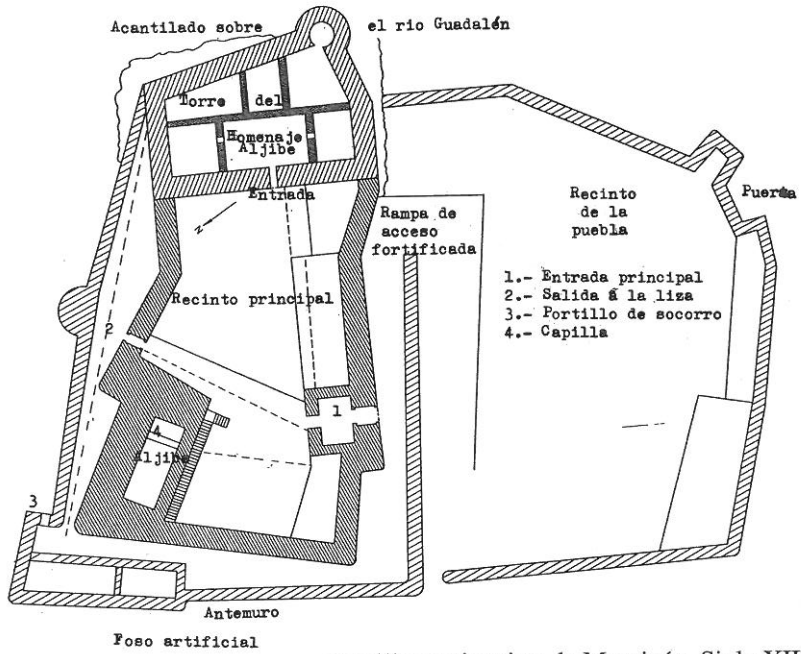 Acantilado sobre el rio Guadalén
Torre del
Homenaje
Aljibe
Entrada
Rampa de
acceso
fortificada
Recinto
de la
puebla
Puerta
1.- Entrada principal
2.- Salida á la liza
3.- Portillo de socorro
4.- Capilla
Recinto principal
2
1
4
Aljibe
3
Antemuro
Foso artificial
Siglo XII